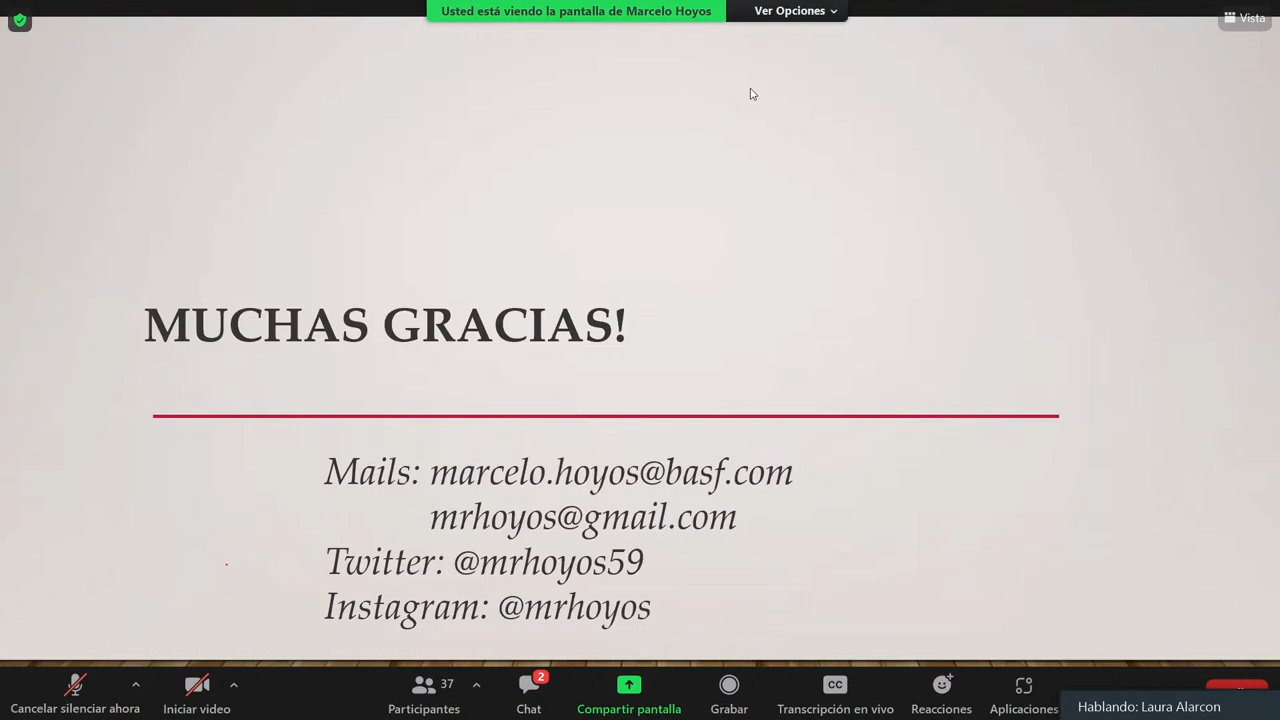 Usted está viendo la pantalla de Marcelo Hoyos
Ver Opciones
Vista
MUCHAS GRACIAS!
Mails: marcelo.hoyos@basf.com
mrhoyos@gmail.com
Twitter: @mrhoyos59
Instagram: @mrhoyos
Cancelar silenciar ahora
Iniciar video
37
Participantes
2
Chat
Compartir pantalla
Grabar
CC
Transcripción en vivo
Reacciones
Aplicaciones
Hablando: Laura Alarcon